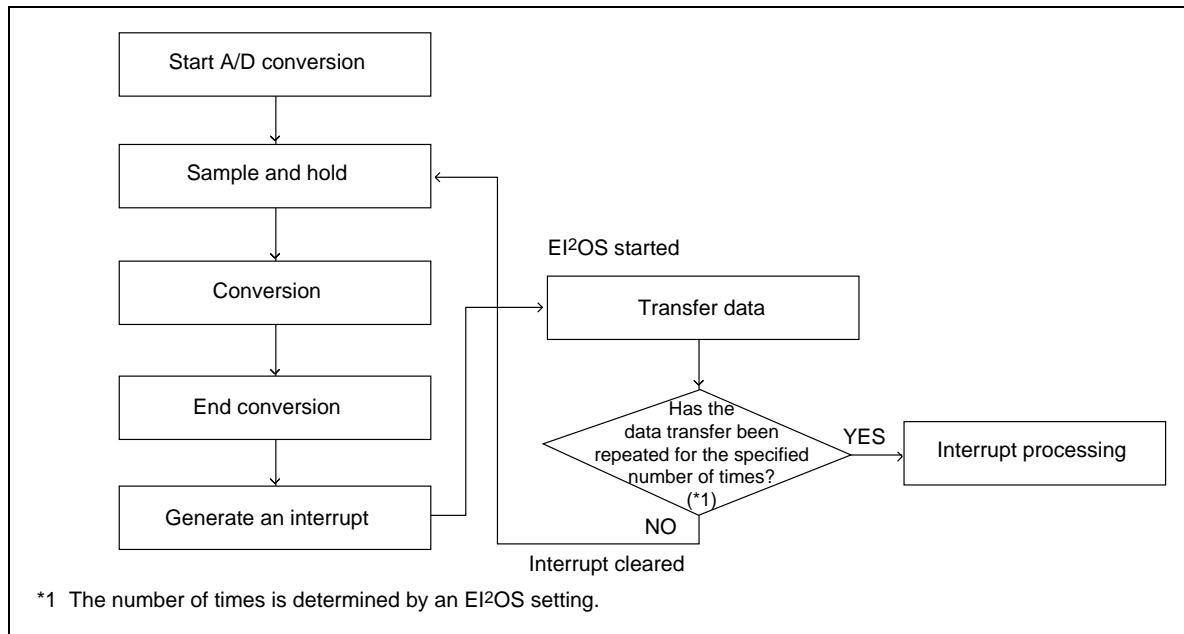 Start A/D conversion
Sample and hold
Conversion
End conversion
Generate an interrupt
EI²OS started
Transfer data
Has the
data transfer been
repeated for the specified
number of times?
(*1)
YES
Interrupt processing
NO
Interrupt cleared
*1 The number of times is determined by an EI²OS setting.